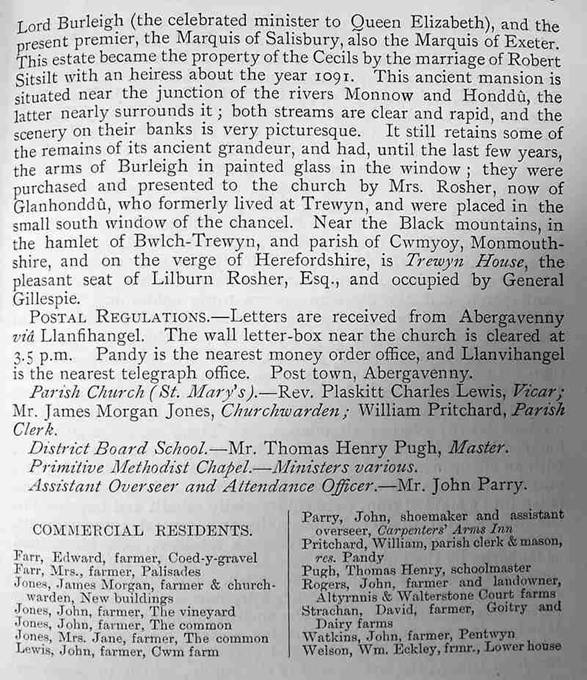 Lord Burleigh (the celebrated minister to Queen Elizabeth), and the
present premier, the Marquis of Salisbury, also the Marquis of Exeter.
This estate became the property of the Cecils by the marriage of Robert
Sitsilt with an heiress about the year 1091. This ancient mansion is
situated near the junction of the rivers Monnow and Honddû, the
latter nearly surrounds it; both streams are clear and rapid, and the
scenery on their banks is very picturesque. It still retains some of
the remains of its ancient grandeur, and had, until the last few years,
the arms of Burleigh in painted glass in the window; they were
purchased and presented to the church by Mrs. Rosher, now of
Glanhonddû, who formerly lived at Trewyn, and were placed in the
small south window of the chancel. Near the Black mountains, in
the hamlet of Bwlch-Trewyn, and parish of Cwmyoy, Monmouth-
shire, and on the verge of Herefordshire, is Trewyn House, the
pleasant seat of Lilburn Rosher, Esq., and occupied by General
Gillespie.
POSTAL REGULATIONS.—Letters are received from Abergavenny
viâ Llanfihangel. The wall letter-box near the church is cleared at
3.5 p.m. Pandy is the nearest money order office, and Llanvihangel
is the nearest telegraph office. Post town, Abergavenny.
Parish Church (St. Mary's).—Rev. Plaskitt Charles Lewis, Vicar;
Mr. James Morgan Jones, Churchwarden; William Pritchard, Parish
Clerk.
District Board School.—Mr. Thomas Henry Pugh, Master.
Primitive Methodist Chapel.—Ministers various.
Assistant Overseer and Attendance Officer.—Mr. John Parry.
COMMERCIAL RESIDENTS.
Farr, Edward, farmer, Coed-y-gravel
Farr, Mrs., farmer, Palisades
Jones, James Morgan, farmer & church-
warden, New buildings
Jones, John, farmer, The vineyard
Jones, John, farmer, The common
Jones, Mrs. Jane, farmer, The common
Lewis, John, farmer, Cwm farm
Parry, John, shoemaker and assistant
overseer, Carpenters' Arms Inn
Pritchard, William, parish clerk & mason,
res. Pandy
Pugh, Thomas Henry, schoolmaster
Rogers, John, farmer and landowner,
Altyrnnis & Walterstone Court farms
Strachan, David, farmer, Goitry and
Dairy farms
Watkins, John, farmer, Pentwyn
Welson, Wm. Eckley, frmr., Lower house